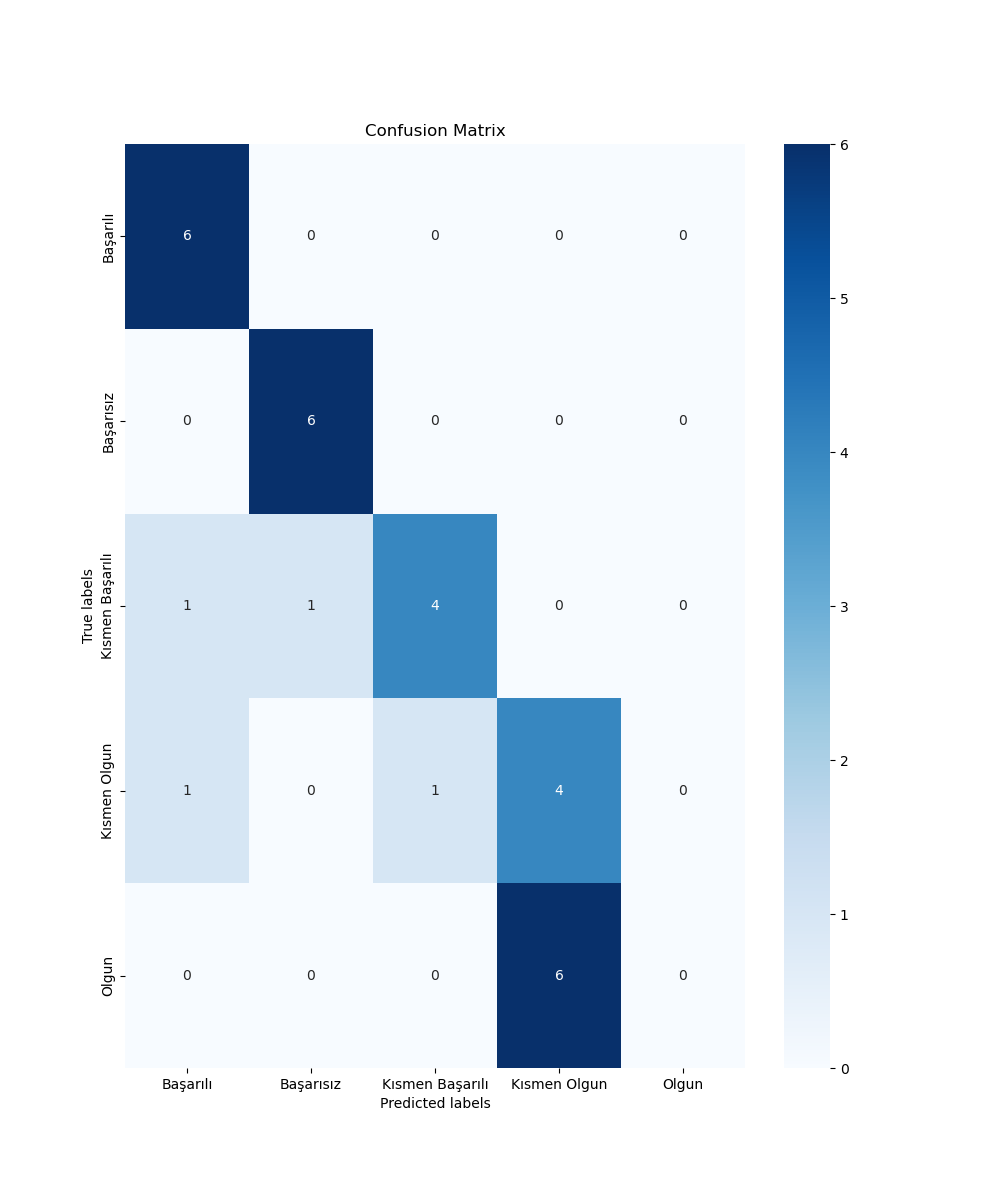 Confusion Matrix
True labels
Başarılı
6 0 0 0 0
Başarısız
0 6 0 0 0
Kısmen Başarılı
1 1 4 0 0
Kısmen Olgun
1 0 1 4 0
Olgun
0 0 0 6 0
Başarılı Başarısız Kısmen Başarılı Kısmen Olgun Olgun
Predicted labels
6
5
4
3
2
1
0